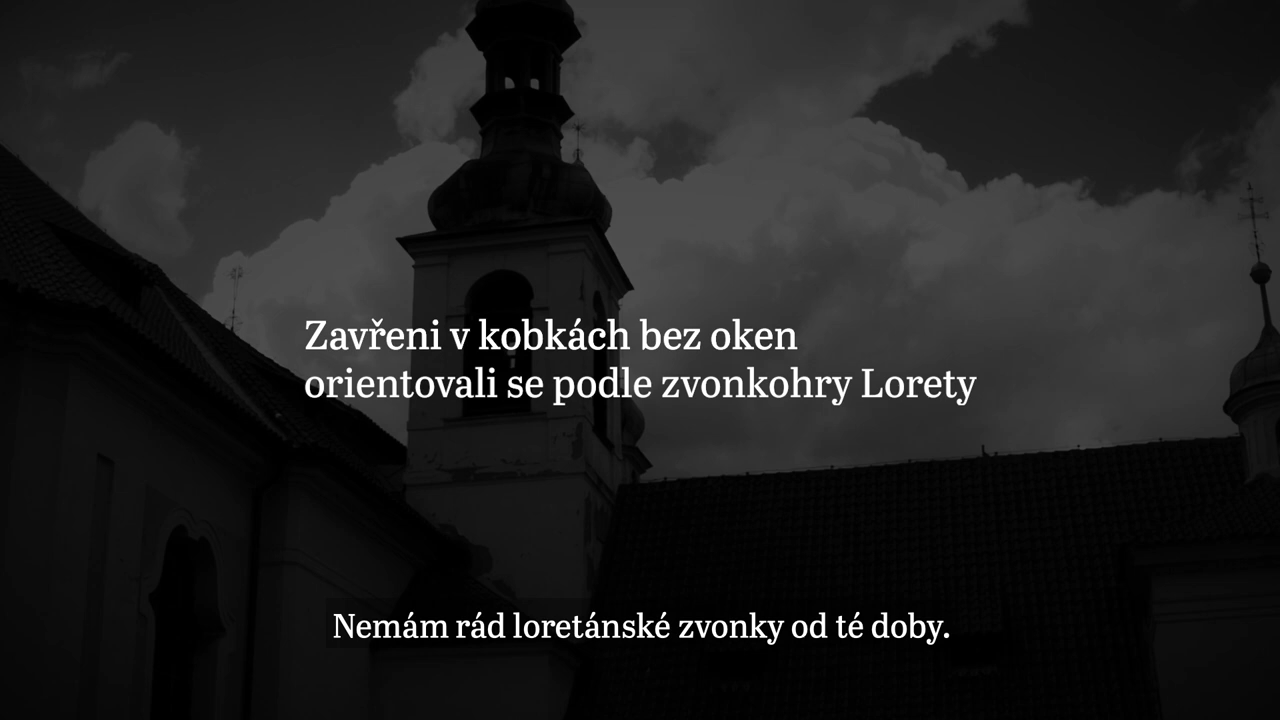 Zavřeni v kobkách bez oken
orientovali se podle zvonkohry Lorety
Nemám rád loretánské zvonky od té doby.